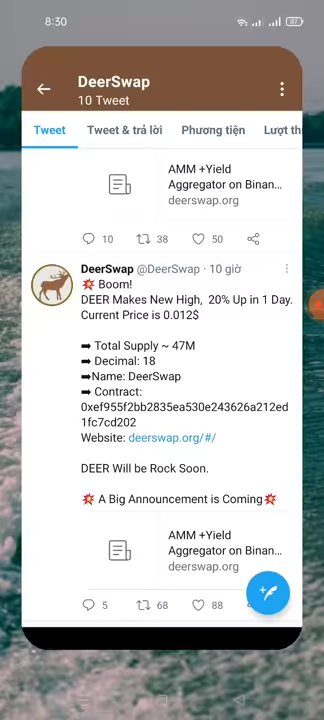 8:30
87
DeerSwap
10 Tweet
Tweet
Tweet & trả lời
Phương tiện
Lượt th
AMM +Yield
Aggregator on Binan...
deerswap.org
10
38
50
DeerSwap @DeerSwap · 10 giờ
💥 Boom!
DEER Makes New High, 20% Up in 1 Day.
Current Price is 0.012$
➡ Total Supply ~ 47M
➡ Decimal: 18
➡Name: DeerSwap
➡ Contract:
0xef955f2bb2835ea530e243626a212ed
1fc7cd202
Website: deerswap.org/#/
DEER Will be Rock Soon.
💥 A Big Announcement is Coming💥
AMM +Yield
Aggregator on Binan...
deerswap.org
5
68
88